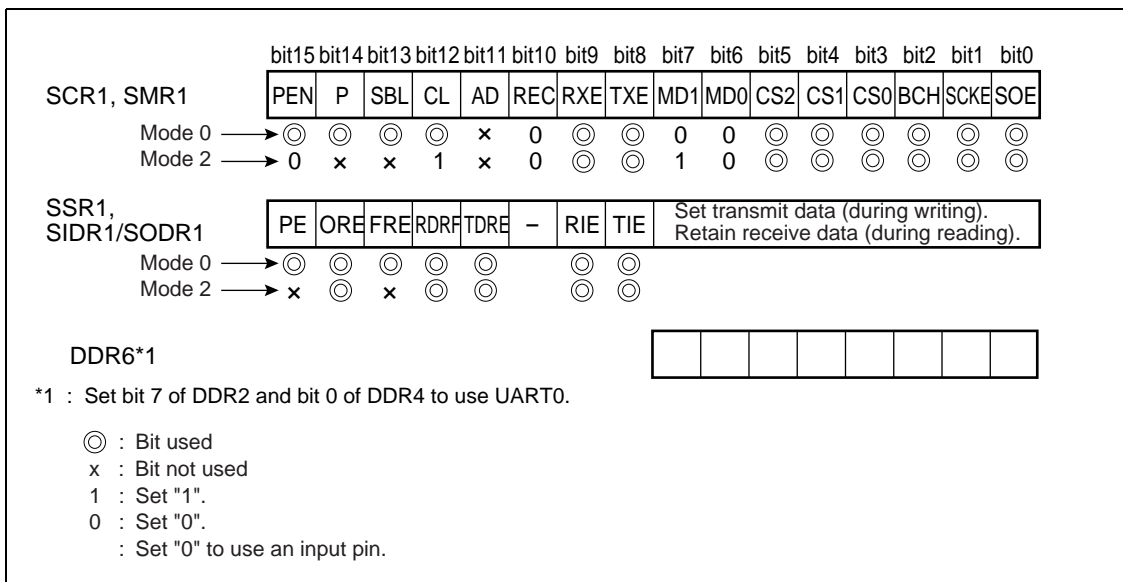 bit15 bit14 bit13 bit12 bit11 bit10 bit9 bit8 bit7 bit6 bit5 bit4 bit3 bit2 bit1 bit0
SCR1, SMR1 PEN P SBL CL AD REC RXE TXE MD1 MD0 CS2 CS1 CS0 BCH SCKE SOE
Mode 0 ◎ ◎ ◎ ◎ × 0 ◎ ◎ 0 0 ◎ ◎ ◎ ◎ ◎ ◎
Mode 2 0 × × 1 × 0 ◎ ◎ 1 0 ◎ ◎ ◎ ◎ ◎ ◎
SSR1,
SIDR1/SODR1 PE ORE FRE RDRF TDRE – RIE TIE Set transmit data (during writing).
Retain receive data (during reading).
Mode 0 ◎ ◎ ◎ ◎ ◎ ◎ ◎
Mode 2 × ◎ × ◎ ◎ ◎ ◎
DDR6*1
*1 : Set bit 7 of DDR2 and bit 0 of DDR4 to use UART0.
◎ : Bit used
x : Bit not used
1 : Set "1".
0 : Set "0".
: Set "0" to use an input pin.